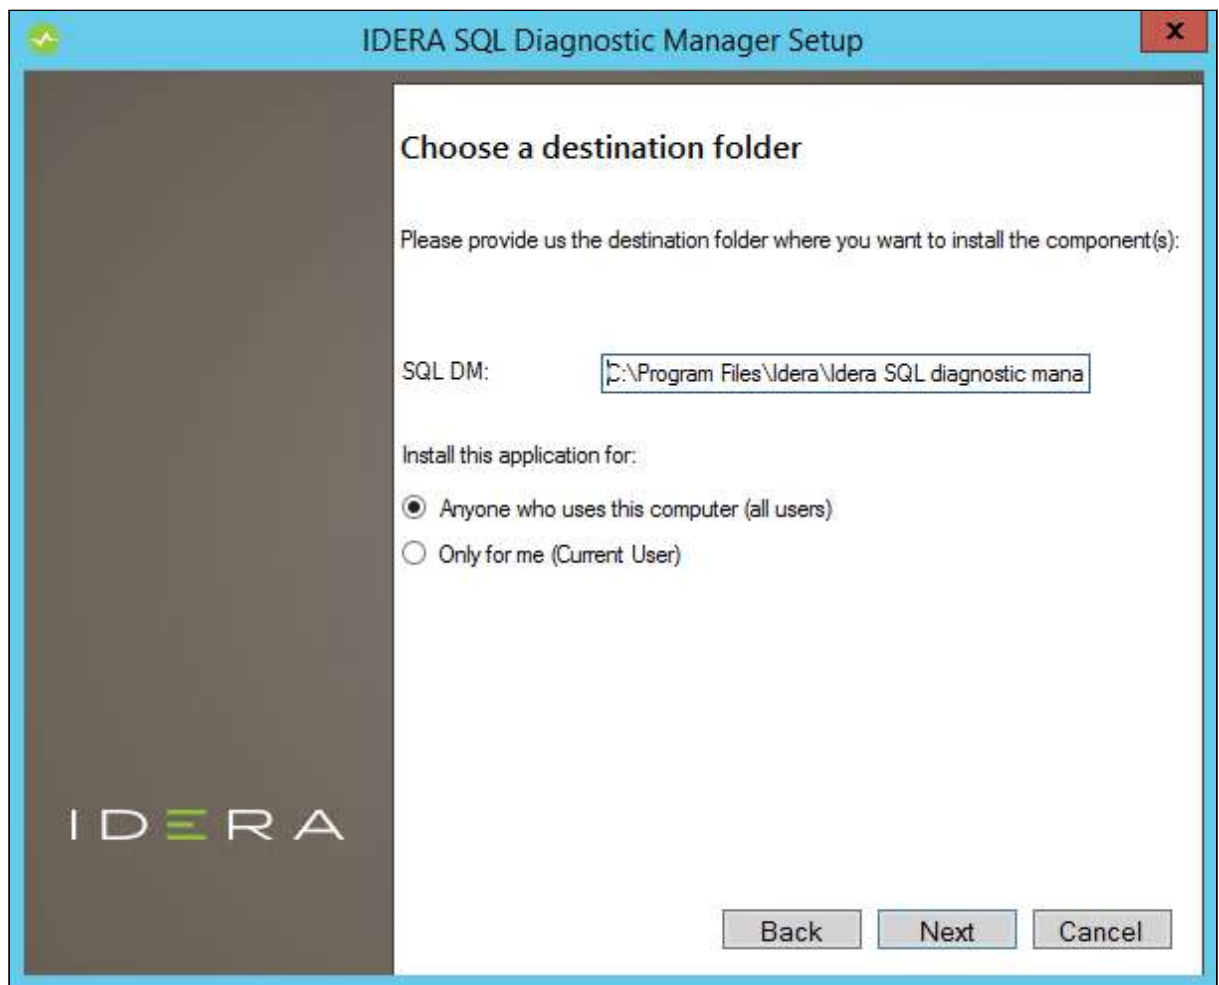 IDERA SQL Diagnostic Manager Setup
x
Choose a destination folder
Please provide us the destination folder where you want to install the component(s):
SQL DM:
C:\Program Files\Idera\Idera SQL diagnostic mana
Install this application for:
Anyone who uses this computer (all users)
Only for me (Current User)
IDERA
Back
Next
Cancel